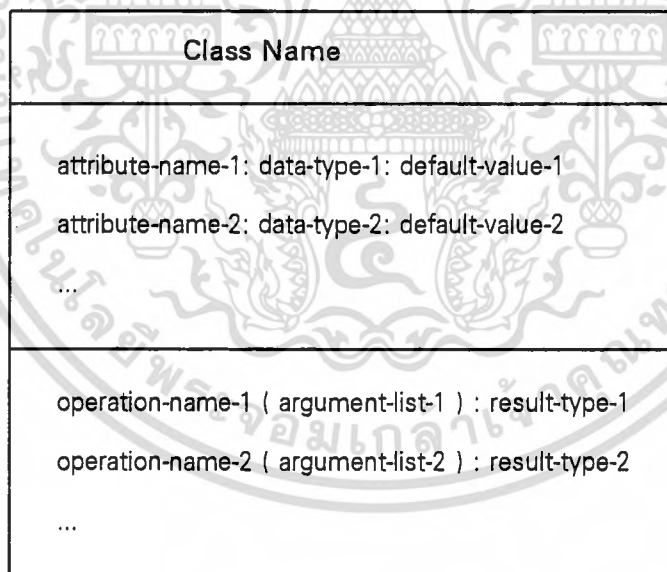 Class Name
attribute-name-1: data-type-1: default-value-1
attribute-name-2: data-type-2: default-value-2
...
operation-name-1 ( argument-list-1 ) : result-type-1
operation-name-2 ( argument-list-2 ) : result-type-2
...